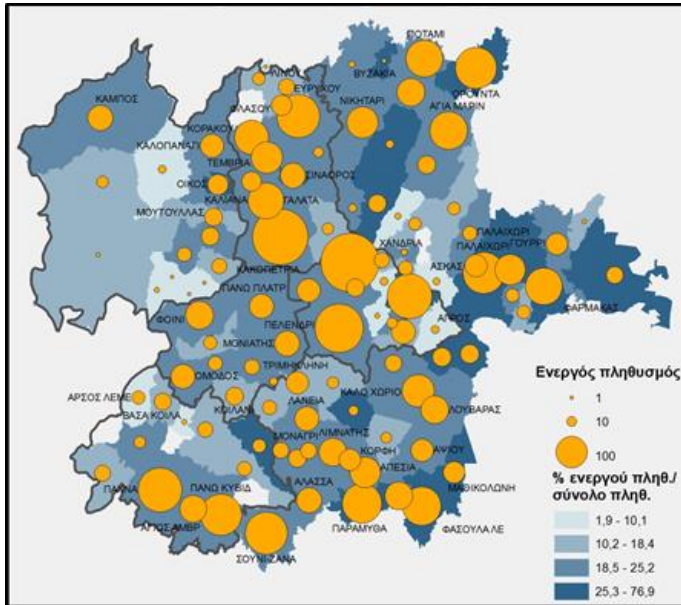 ΠΟΤΑΜΙ
ΒΥΖΑΚΙΑ
ΟΡΟΥΝΤΑ
ΕΥΡΥΧΟΥ
ΚΑΜΠΟΣ
ΦΛΑΣΟΥ
ΝΙΚΗΤΑΡΙ
ΑΓΙΑ ΜΑΡΙΝ
ΚΟΡΑΚΟΥ
ΚΑΛΟΠΑΝΑΓΙ
ΤΕΜΒΡΙΑ
ΣΙΝΑΟΡΟΣ
ΟΙΚΟΣ
ΚΑΛΙΑΝΑ
ΓΑΛΑΤΑ
ΜΟΥΤΟΥΛΛΑΣ
ΠΑΛΑΙΧΩΡΙ
ΠΑΛΑΙΧΩΡΙ
ΓΟΥΡΡΙ
ΧΑΝΔΡΙΑ
ΑΣΚΑΣ
ΚΑΚΟΠΕΤΡΙΑ
ΠΑΝΩ ΠΛΑΤΡ
ΦΑΡΜΑΚΑΣ
ΦΟΙΝΙ
ΠΕΛΕΝΔΡΙ
ΑΓΡΟΣ
ΜΟΝΙΑΤΗΣ
ΤΡΙΜΗΚΛΗΝΗ
ΟΜΟΔΟΣ
ΚΑΛΟ ΧΩΡΙΟ
ΑΡΣΟΣ ΛΕΜΕ
ΚΟΙΛΑΝΙ
ΛΑΝΕΙΑ
ΛΟΥΒΑΡΑΣ
ΒΑΣΑ ΚΟΙΛΑ
ΛΙΜΝΑΤΗΣ
ΜΟΝΑΓΡΙ
ΚΟΡΦΗ
ΑΨΙΟΥ
ΑΠΕΣΙΑ
ΠΑΧΝΑ
ΠΑΝΩ ΚΥΒΙΔ
ΑΛΑΣΣΑ
ΜΑΘΙΚΟΛΩΝΗ
ΑΓΙΟΣ ΑΜΒΡ
ΠΑΡΑΜΥΘΑ
ΦΑΣΟΥΛΑ ΛΕ
ΣΟΥΝΙ-ΖΑΝΑ
Ενεργός πληθυσμός
1
10
100
% ενεργού πληθ./
σύνολο πληθ.
1,9 - 10,1
10,2 - 18,4
18,5 - 25,2
25,3 - 76,9